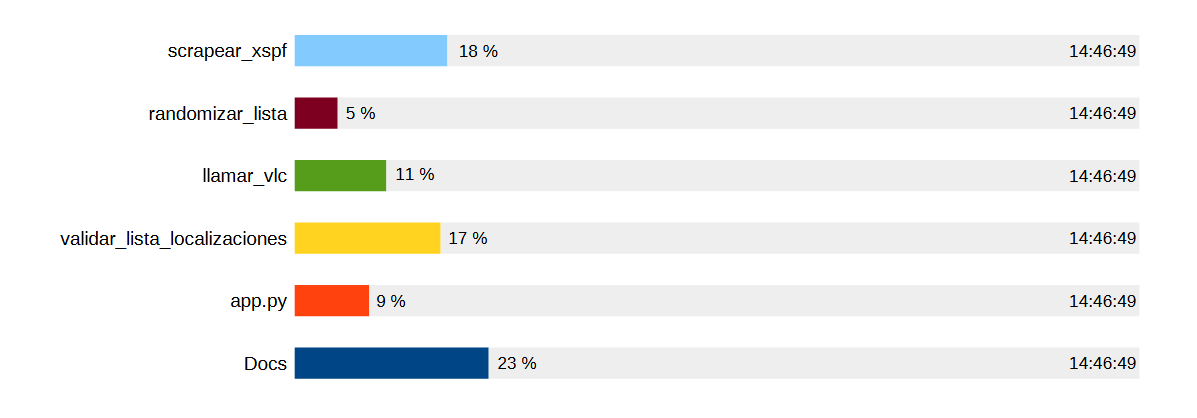 scrapear_xspf 18 % 14:46:49
randomizar_lista 5 % 14:46:49
llamar_vlc 11 % 14:46:49
validar_lista_localizaciones 17 % 14:46:49
app.py 9 % 14:46:49
Docs 23 % 14:46:49